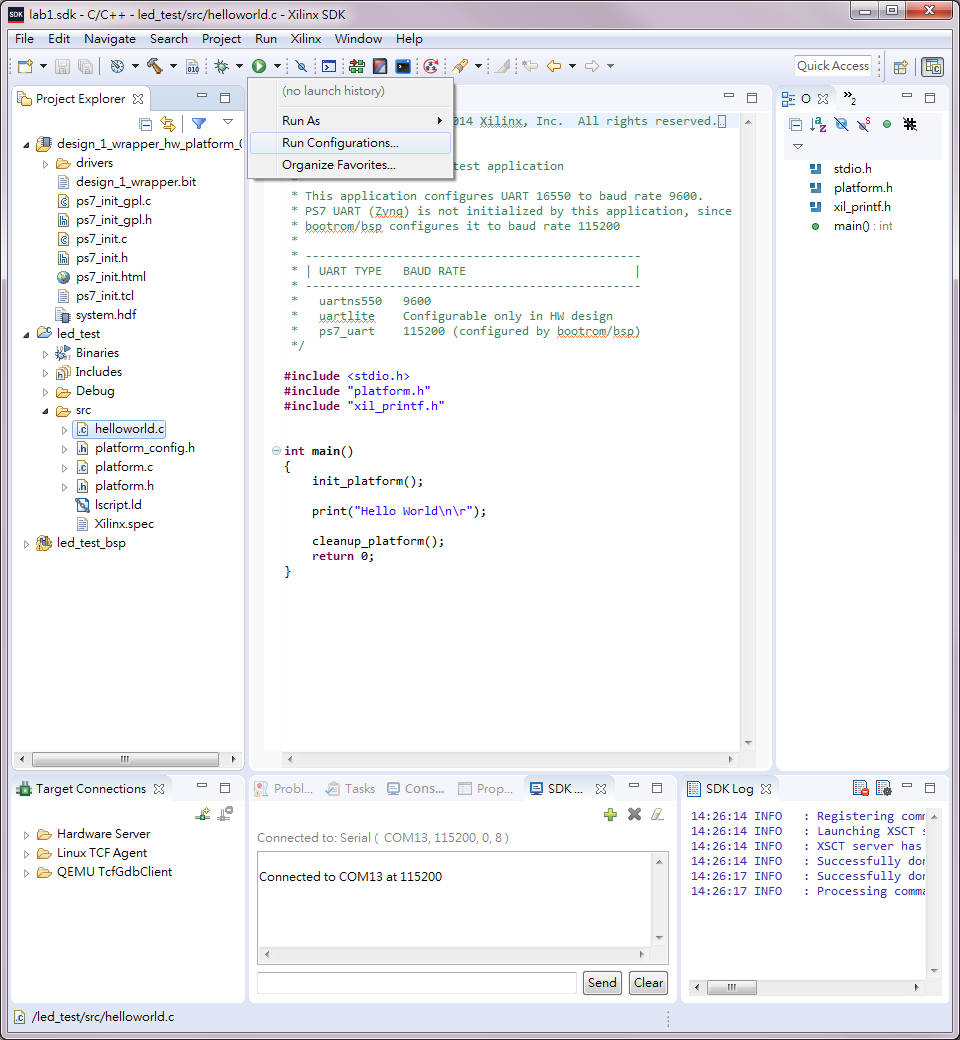 lab1.sdk - C/C++ - led_test/src/helloworld.c - Xilinx SDK
File Edit Navigate Search Project Run Xilinx Window Help
Quick Access
Project Explorer
design_1_wrapper_hw_platform_0
drivers
design_1_wrapper.bit
ps7_init_gpl.c
ps7_init_gpl.h
ps7_init.c
ps7_init.h
ps7_init.html
ps7_init.tcl
system.hdf
led_test
Binaries
Includes
Debug
src
helloworld.c
platform_config.h
platform.c
platform.h
lscript.ld
Xilinx.spec
led_test_bsp
(no launch history)
Run As
Run Configurations...
Organize Favorites...
14 Xilinx, Inc.  All rights reserved.
test application
*
* This application configures UART 16550 to baud rate 9600.
* PS7 UART (Zynq) is not initialized by this application, since
* bootrom/bsp configures it to baud rate 115200
*
* ------------------------------------------------
* | UART TYPE   BAUD RATE                        |
* ------------------------------------------------
*   uartns550   9600
*   uartlite    Configurable only in HW design
*   ps7_uart    115200 (configured by bootrom/bsp)
*/
#include <stdio.h>
#include "platform.h"
#include "xil_printf.h"
int main()
{
init_platform();
print("Hello World\n\r");
cleanup_platform();
return 0;
}
O
2
stdio.h
platform.h
xil_printf.h
main() : int
Target Connections
Hardware Server
Linux TCF Agent
QEMU TcfGdbClient
Probl... Tasks Cons... Prop... SDK ...
Connected to: Serial ( COM13, 115200, 0, 8 )
Connected to COM13 at 115200
Send Clear
SDK Log
14:26:14 INFO : Registering comm
14:26:14 INFO : Launching XSCT s
14:26:14 INFO : XSCT server has
14:26:14 INFO : Successfully don
14:26:17 INFO : Successfully don
14:26:17 INFO : Processing comma
/led_test/src/helloworld.c